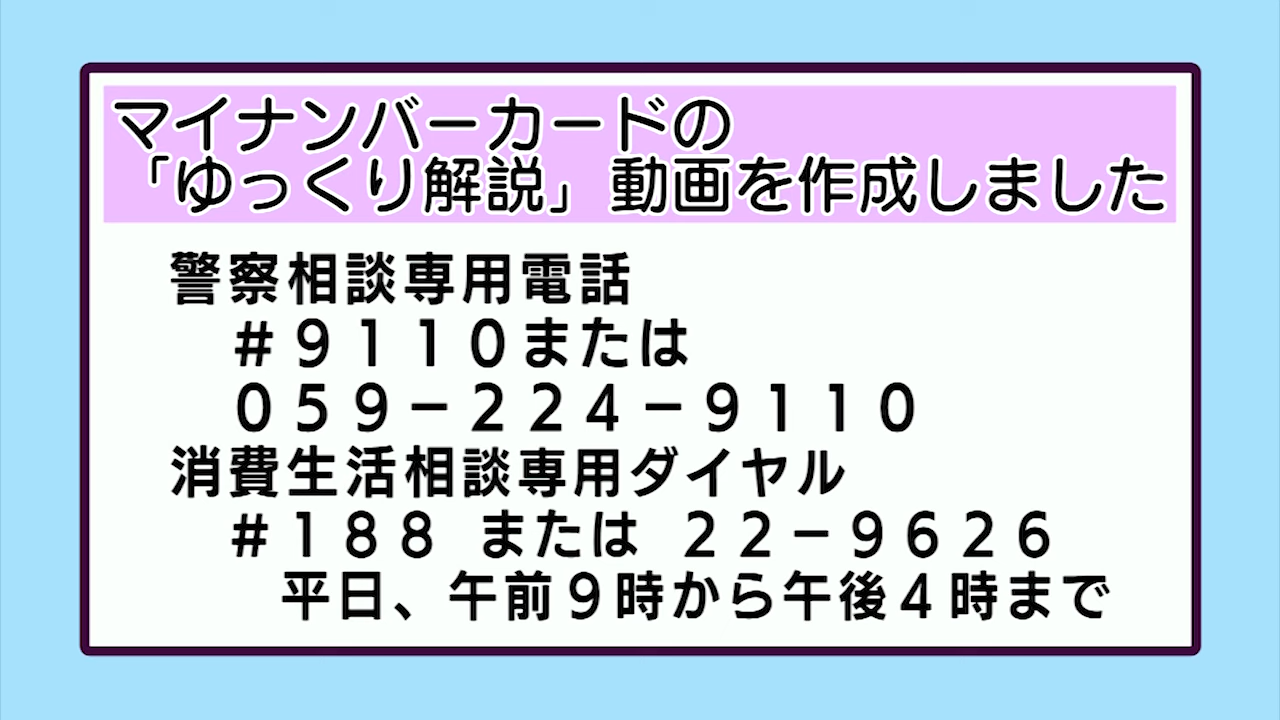 マイナンバーカードの
「ゆっくり解説」動画を作成しました
警察相談専用電話
＃９１１０または
０５９－２２４－９１１０
消費生活相談専用ダイヤル
＃１８８ または ２２－９６２６
平日、午前９時から午後４時まで